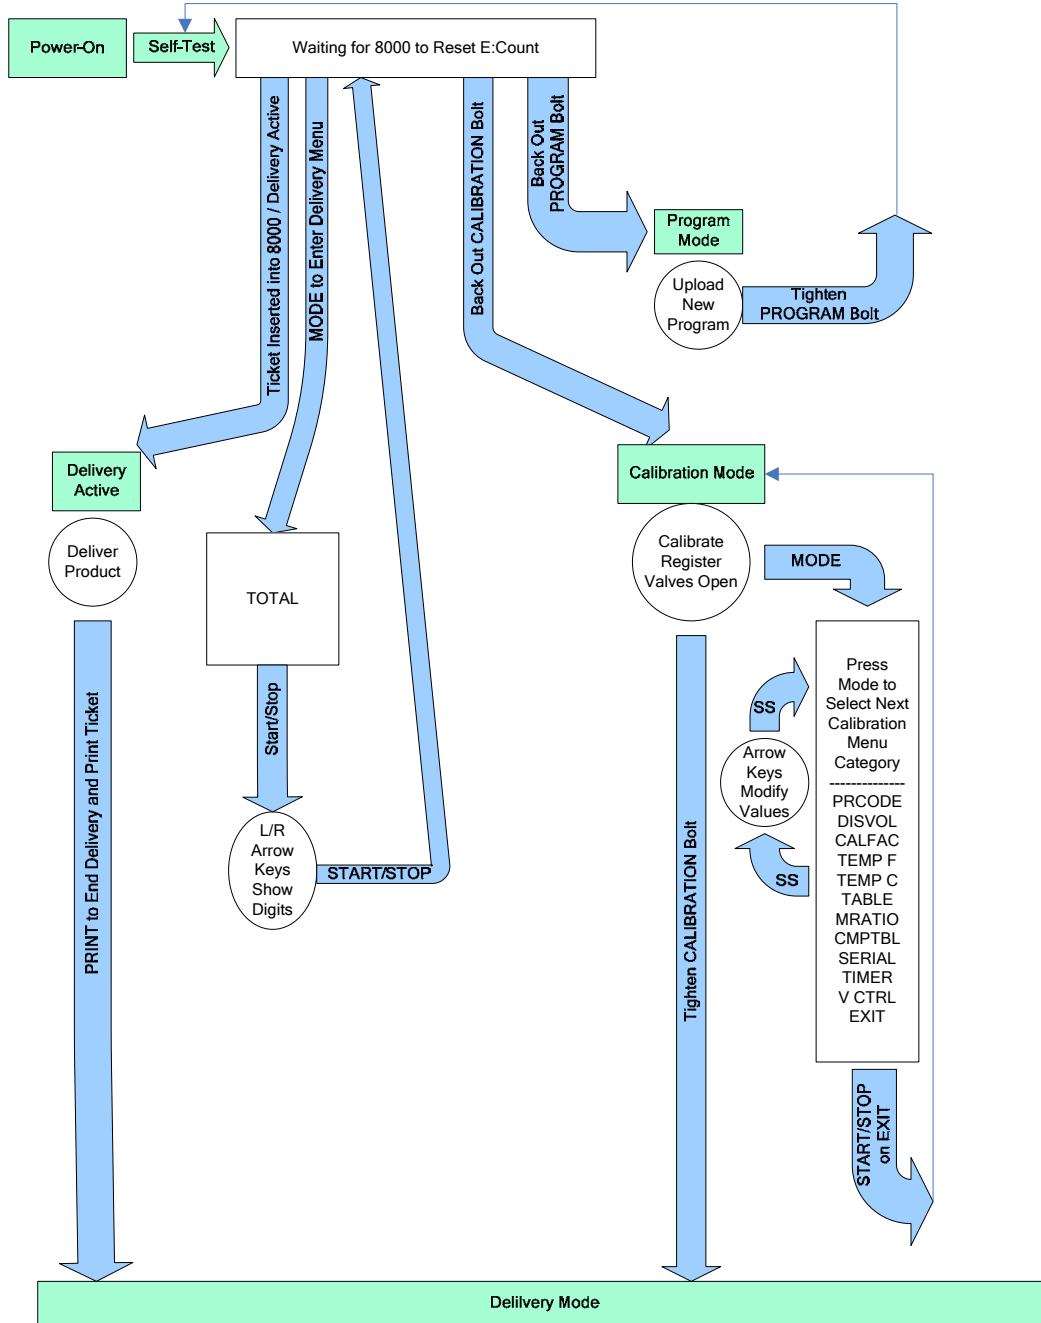 Power-On
Self-Test
Waiting for 8000 to Reset E:Count
Ticket Inserted into 8000 / Delivery Active
MODE to Enter Delivery Menu
Back Out CALIBRATION Bolt
Back Out
PROGRAM Bolt
Program
Mode
Upload
New
Program
Tighten
PROGRAM Bolt
Delivery
Active
Deliver
Product
TOTAL
Start/Stop
L/R
Arrow
Keys
Show
Digits
START/STOP
Calibration Mode
Calibrate
Register
Valves Open
MODE
Press
Mode to
Select Next
Calibration
Menu
Category
--------------
PRCODE
DISVOL
CALFAC
TEMP F
TEMP C
TABLE
MRATIO
CMPTBL
SERIAL
TIMER
V CTRL
EXIT
SS
Arrow
Keys
Modify
Values
SS
START/STOP
on EXIT
PRINT to End Delivery and Print Ticket
Tighten CALIBRATION Bolt
Delilvery Mode